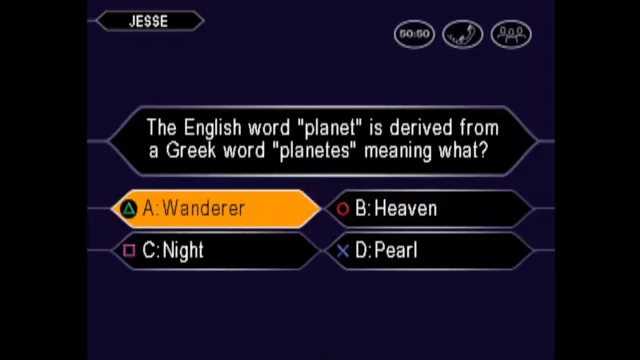 JESSE
50:50
The English word "planet" is derived from
a Greek word "planetes" meaning what?
A: Wanderer
B: Heaven
C: Night
D: Pearl